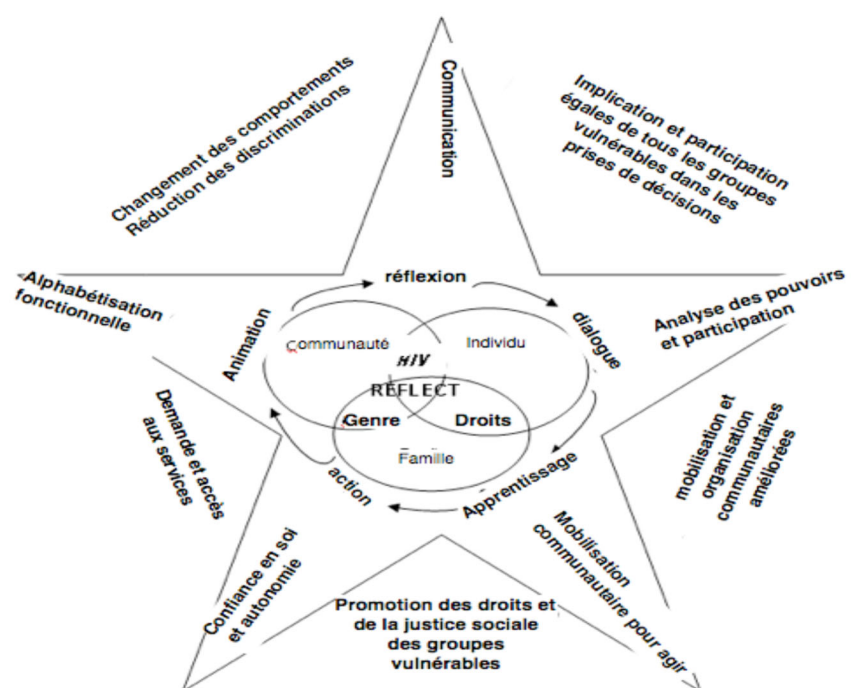 Communication
Changement des comportements
Réduction des discriminations
Implication et participation
égales de tous les groupes
vulnérables dans les
prises de décisions
Alphabétisation
fonctionnelle
Analyse des pouvoirs
et participation
réflexion
dialogue
Apprentissage
action
Animation
Communauté
Individu
HIV
REFLECT
Genre
Droits
Famille
Demande et accès
aux services
mobilisation et
organisation
communautaires
améliorées
Confiance en soi
et autonomie
Promotion des droits et
de la justice sociale
des groupes
vulnérables
Mobilisation
communautaire pour agir